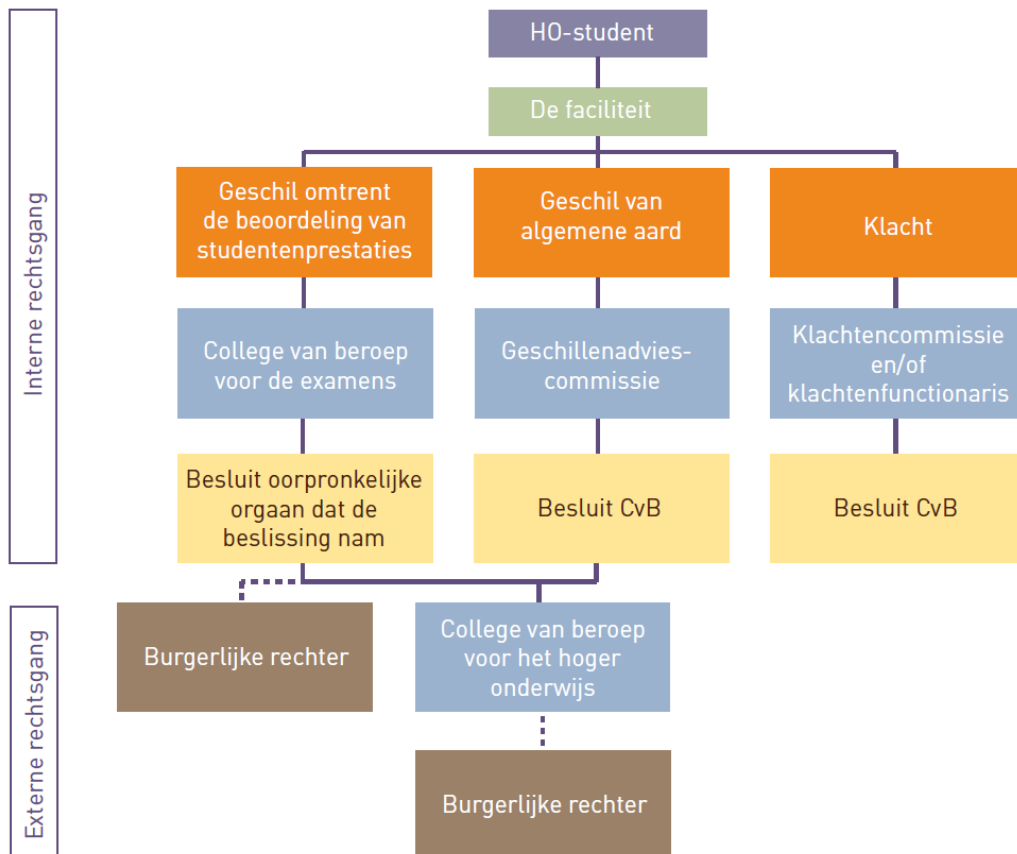 Interne rechtsgang
HO-student
De faciliteit
Geschil omtrent
de beoordeling van
studentenprestaties
Geschil van
algemene aard
Klacht
College van beroep
voor de examens
Geschillenadvies-
commissie
Klachtencommissie
en/of
klachtenfunctionaris
Besluit oorpronkelijke
orgaan dat de
beslissing nam
Besluit CvB
Besluit CvB
Externe rechtsgang
Burgerlijke rechter
College van beroep
voor het hoger
onderwijs
Burgerlijke rechter